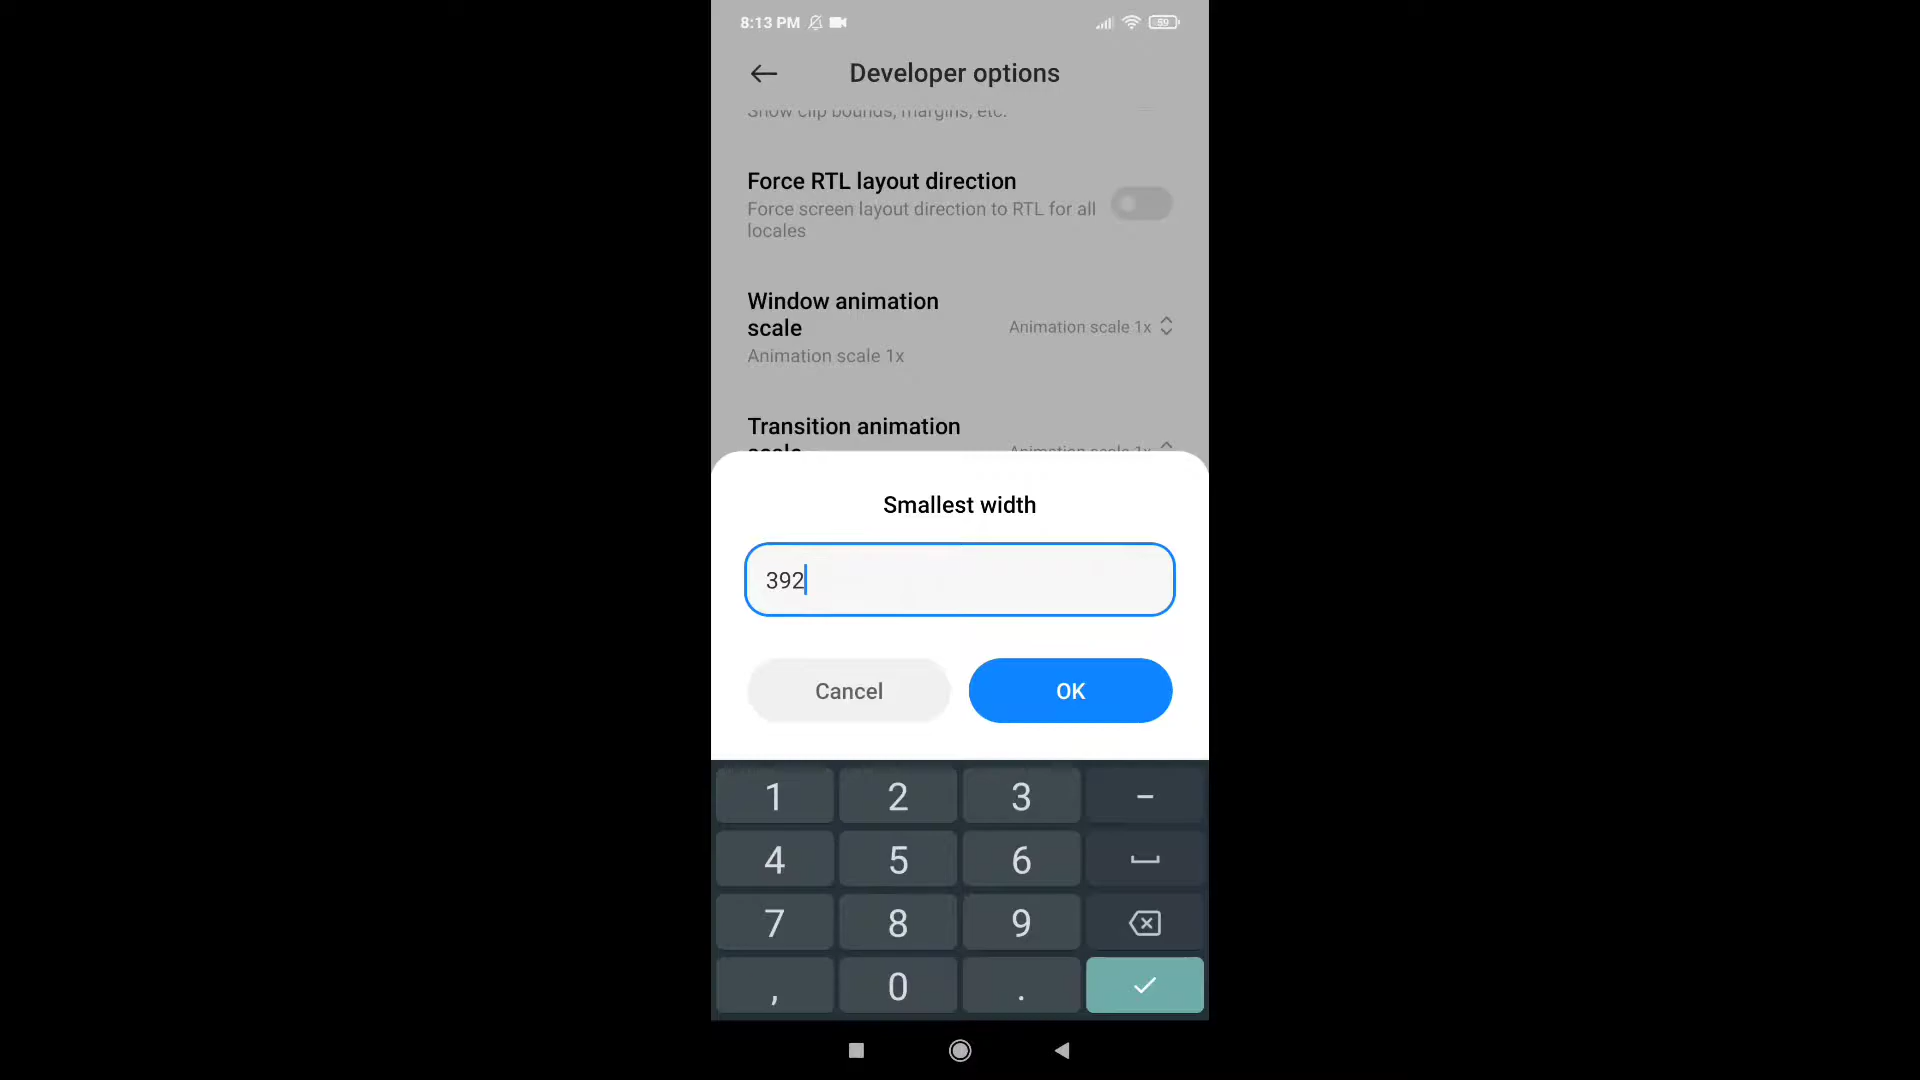 8:13 PM
59
Developer options
Show clip bounds, margins, etc.
Force RTL layout direction
Force screen layout direction to RTL for all
locales
Window animation
scale
Animation scale 1x
Animation scale 1x
Transition animation
scale
Animation scale 1x
Smallest width
392
Cancel
OK
1 2 3 –
4 5 6
7 8 9
, 0 .